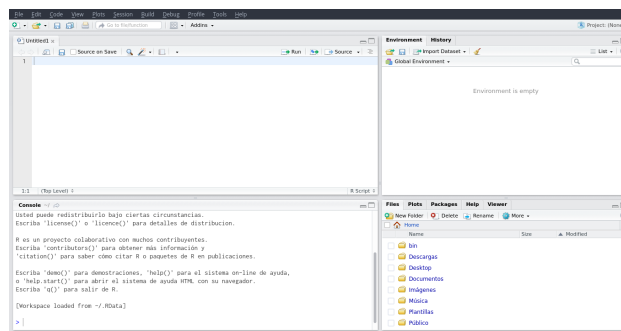 File Edit Code View Plots Session Build Debug Profile Tools Help
Go to file/function Addins Project: (None
Untitled1
Source on Save Run Source
1
1:1 (Top Level) R Script
Console ~/
Usted puede redistribuirlo bajo ciertas circunstancias.
Escriba 'license()' o 'licence()' para detalles de distribucion.
R es un proyecto colaborativo con muchos contribuyentes.
Escriba 'contributors()' para obtener más información y
'citation()' para saber cómo citar R o paquetes de R en publicaciones.
Escriba 'demo()' para demostraciones, 'help()' para el sistema on-line de ayuda,
o 'help.start()' para abrir el sistema de ayuda HTML con su navegador.
Escriba 'q()' para salir de R.
[Workspace loaded from ~/.RData]
>
Environment History
Import Dataset List
Global Environment
Environment is empty
Files Plots Packages Help Viewer
New Folder Delete Rename More
Home
Name Size Modified
bin
Descargas
Desktop
Documentos
Imágenes
Música
Plantillas
Público